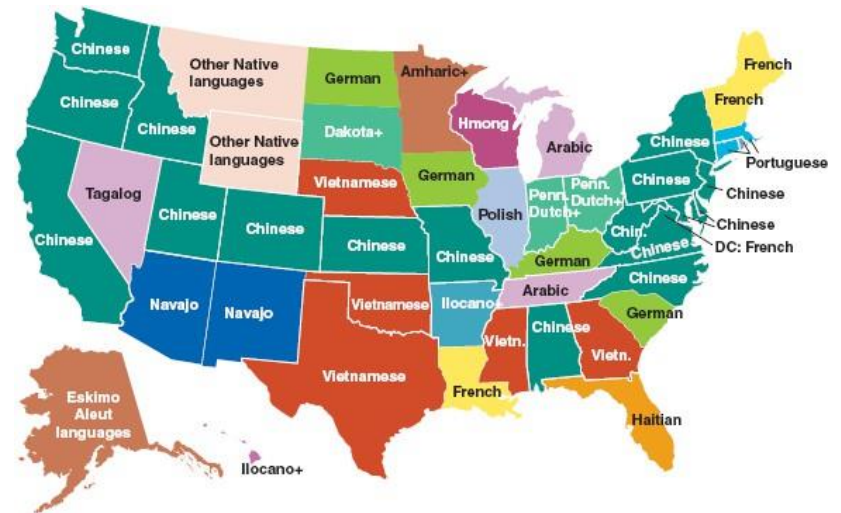 Chinese
Other Native
languages
German
Amharic+
French
Chinese
French
Chinese
Dakota+
Hmong
Chinese
Other Native
languages
Arabic
Portuguese
Tagalog
Vietnamese
German
Polish
Penn.
Dutch+
Penn.
Dutch+
Chinese
Chinese
Chinese
Chinese
Chinese
Chinese
Chinese
Chinese
Chin.
Chinese
DC: French
German
Chinese
Navajo
Navajo
Vietnamese
Ilocano+
Arabic
German
Vietnamese
Vietn.
Chinese
Vietn.
French
Haitian
Eskimo
Aleut
languages
Ilocano+